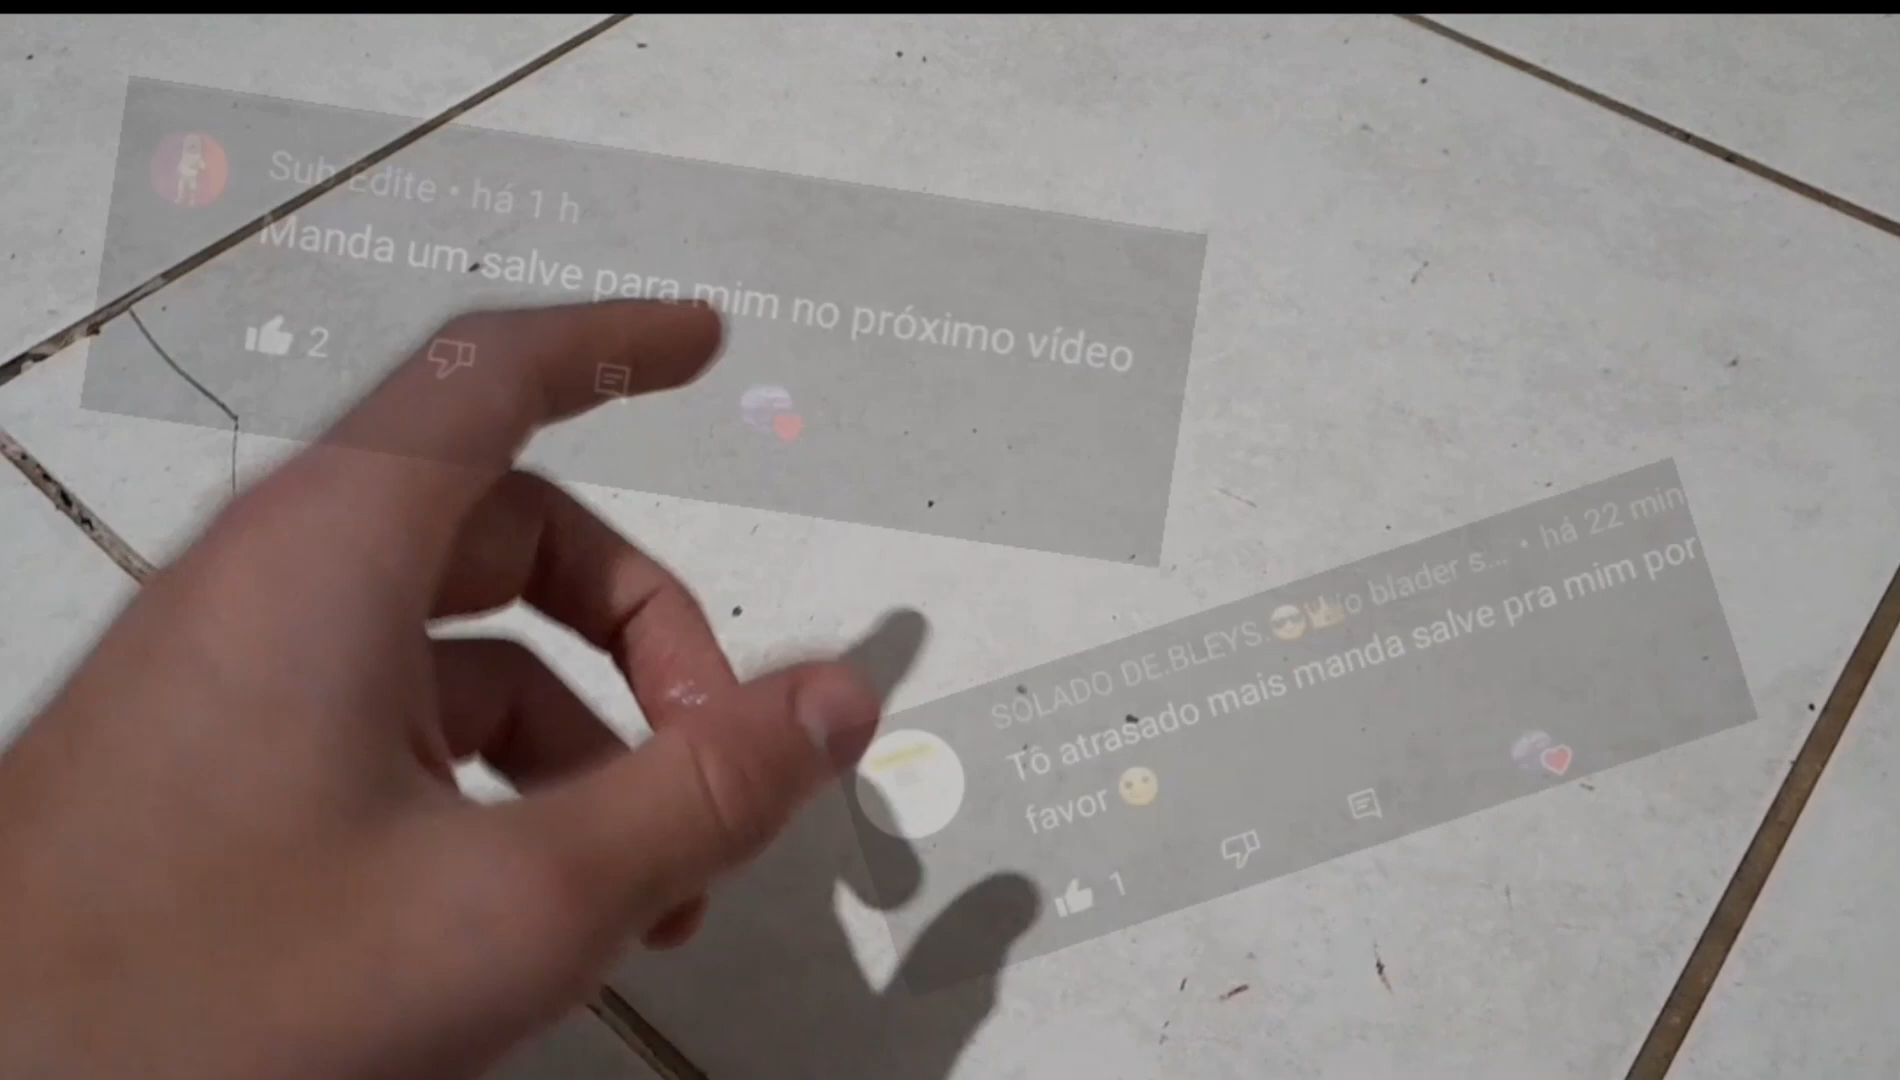 Sub Edite • há 1 h
Manda um salve para mim no próximo vídeo
2
SOLADO DE.BLEYS.😎🤘/o blader s... • há 22 min
Tô atrasado mais manda salve pra mim por
favor 🥺
1